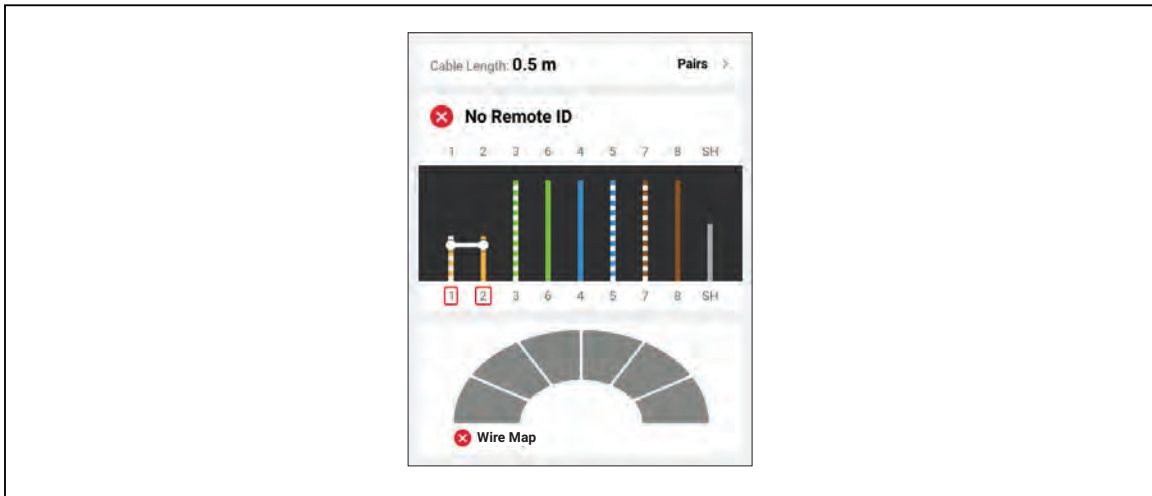 Cable Length: 0.5 m Pairs >
No Remote ID
1 2 3 6 4 5 7 8 SH
1 2 3 6 4 5 7 8 SH
Wire Map